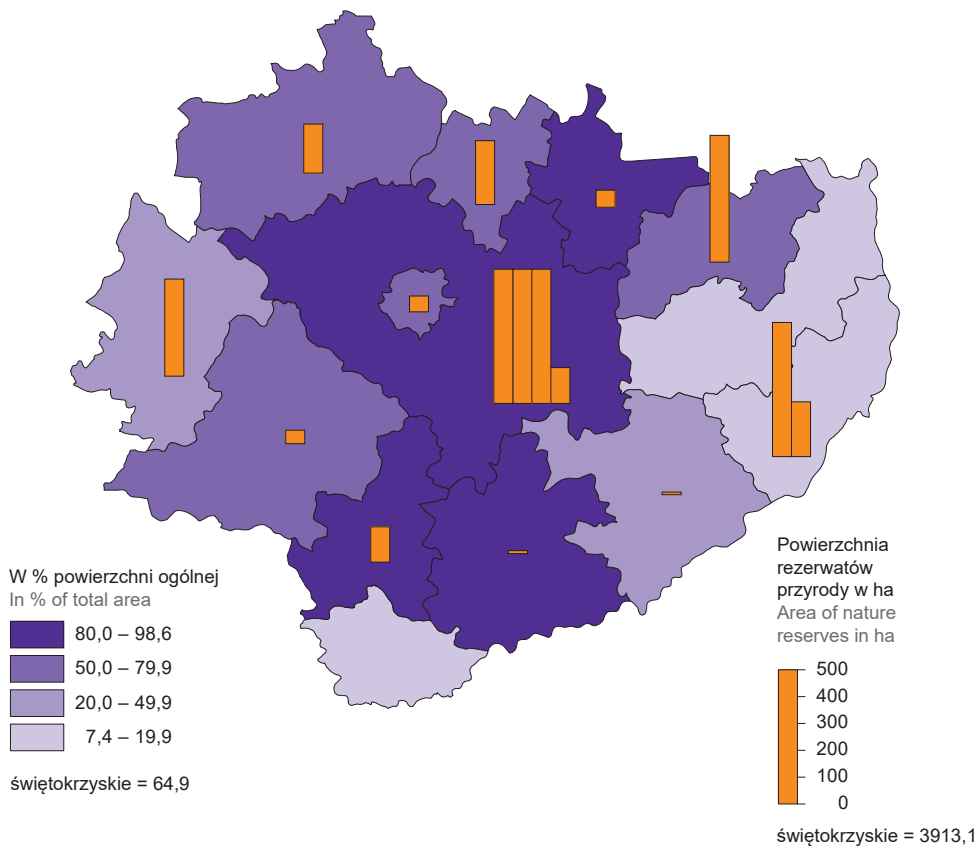 W % powierzchni ogólnej
In % of total area
80,0 – 98,6
50,0 – 79,9
20,0 – 49,9
7,4 – 19,9
świętokrzyskie = 64,9
Powierzchnia
rezerwatów
przyrody w ha
Area of nature
reserves in ha
500
400
300
200
100
0
świętokrzyskie = 3913,1